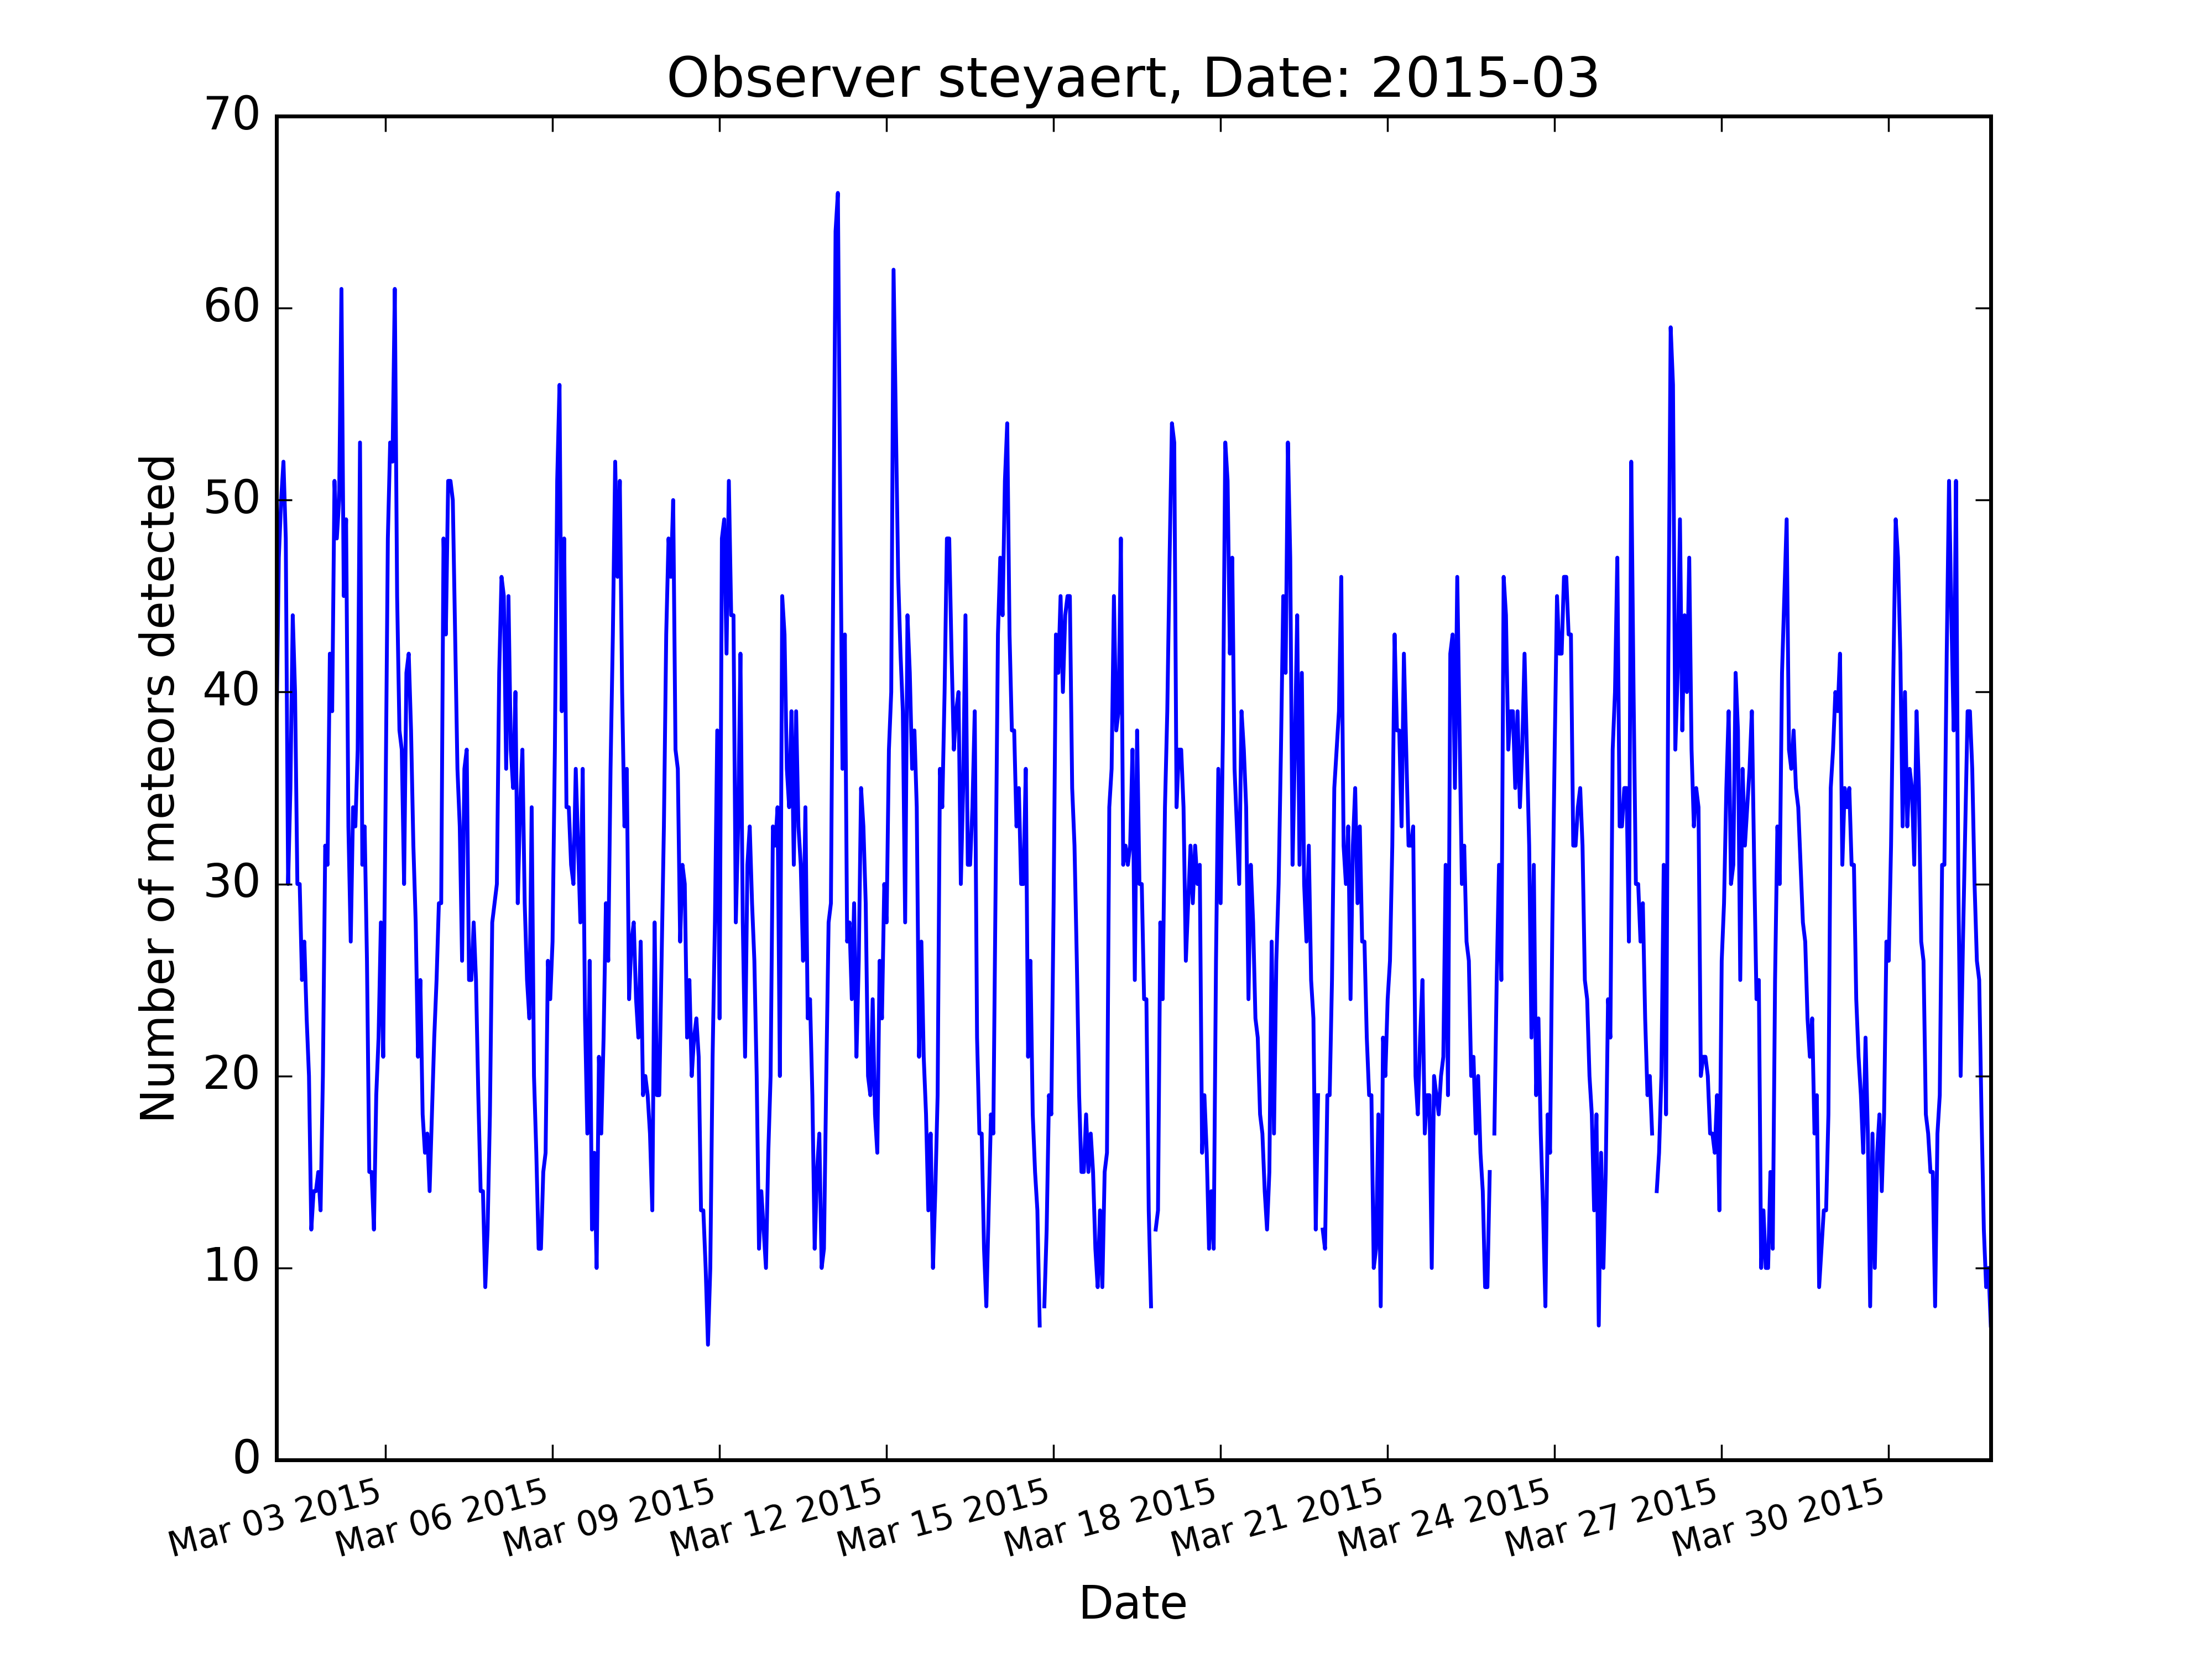 Observer steyaert, Date: 2015-03
70
60
50
40
30
20
10
0
Number of meteors detected
Mar 03 2015
Mar 06 2015
Mar 09 2015
Mar 12 2015
Mar 15 2015
Mar 18 2015
Mar 21 2015
Mar 24 2015
Mar 27 2015
Mar 30 2015
Date